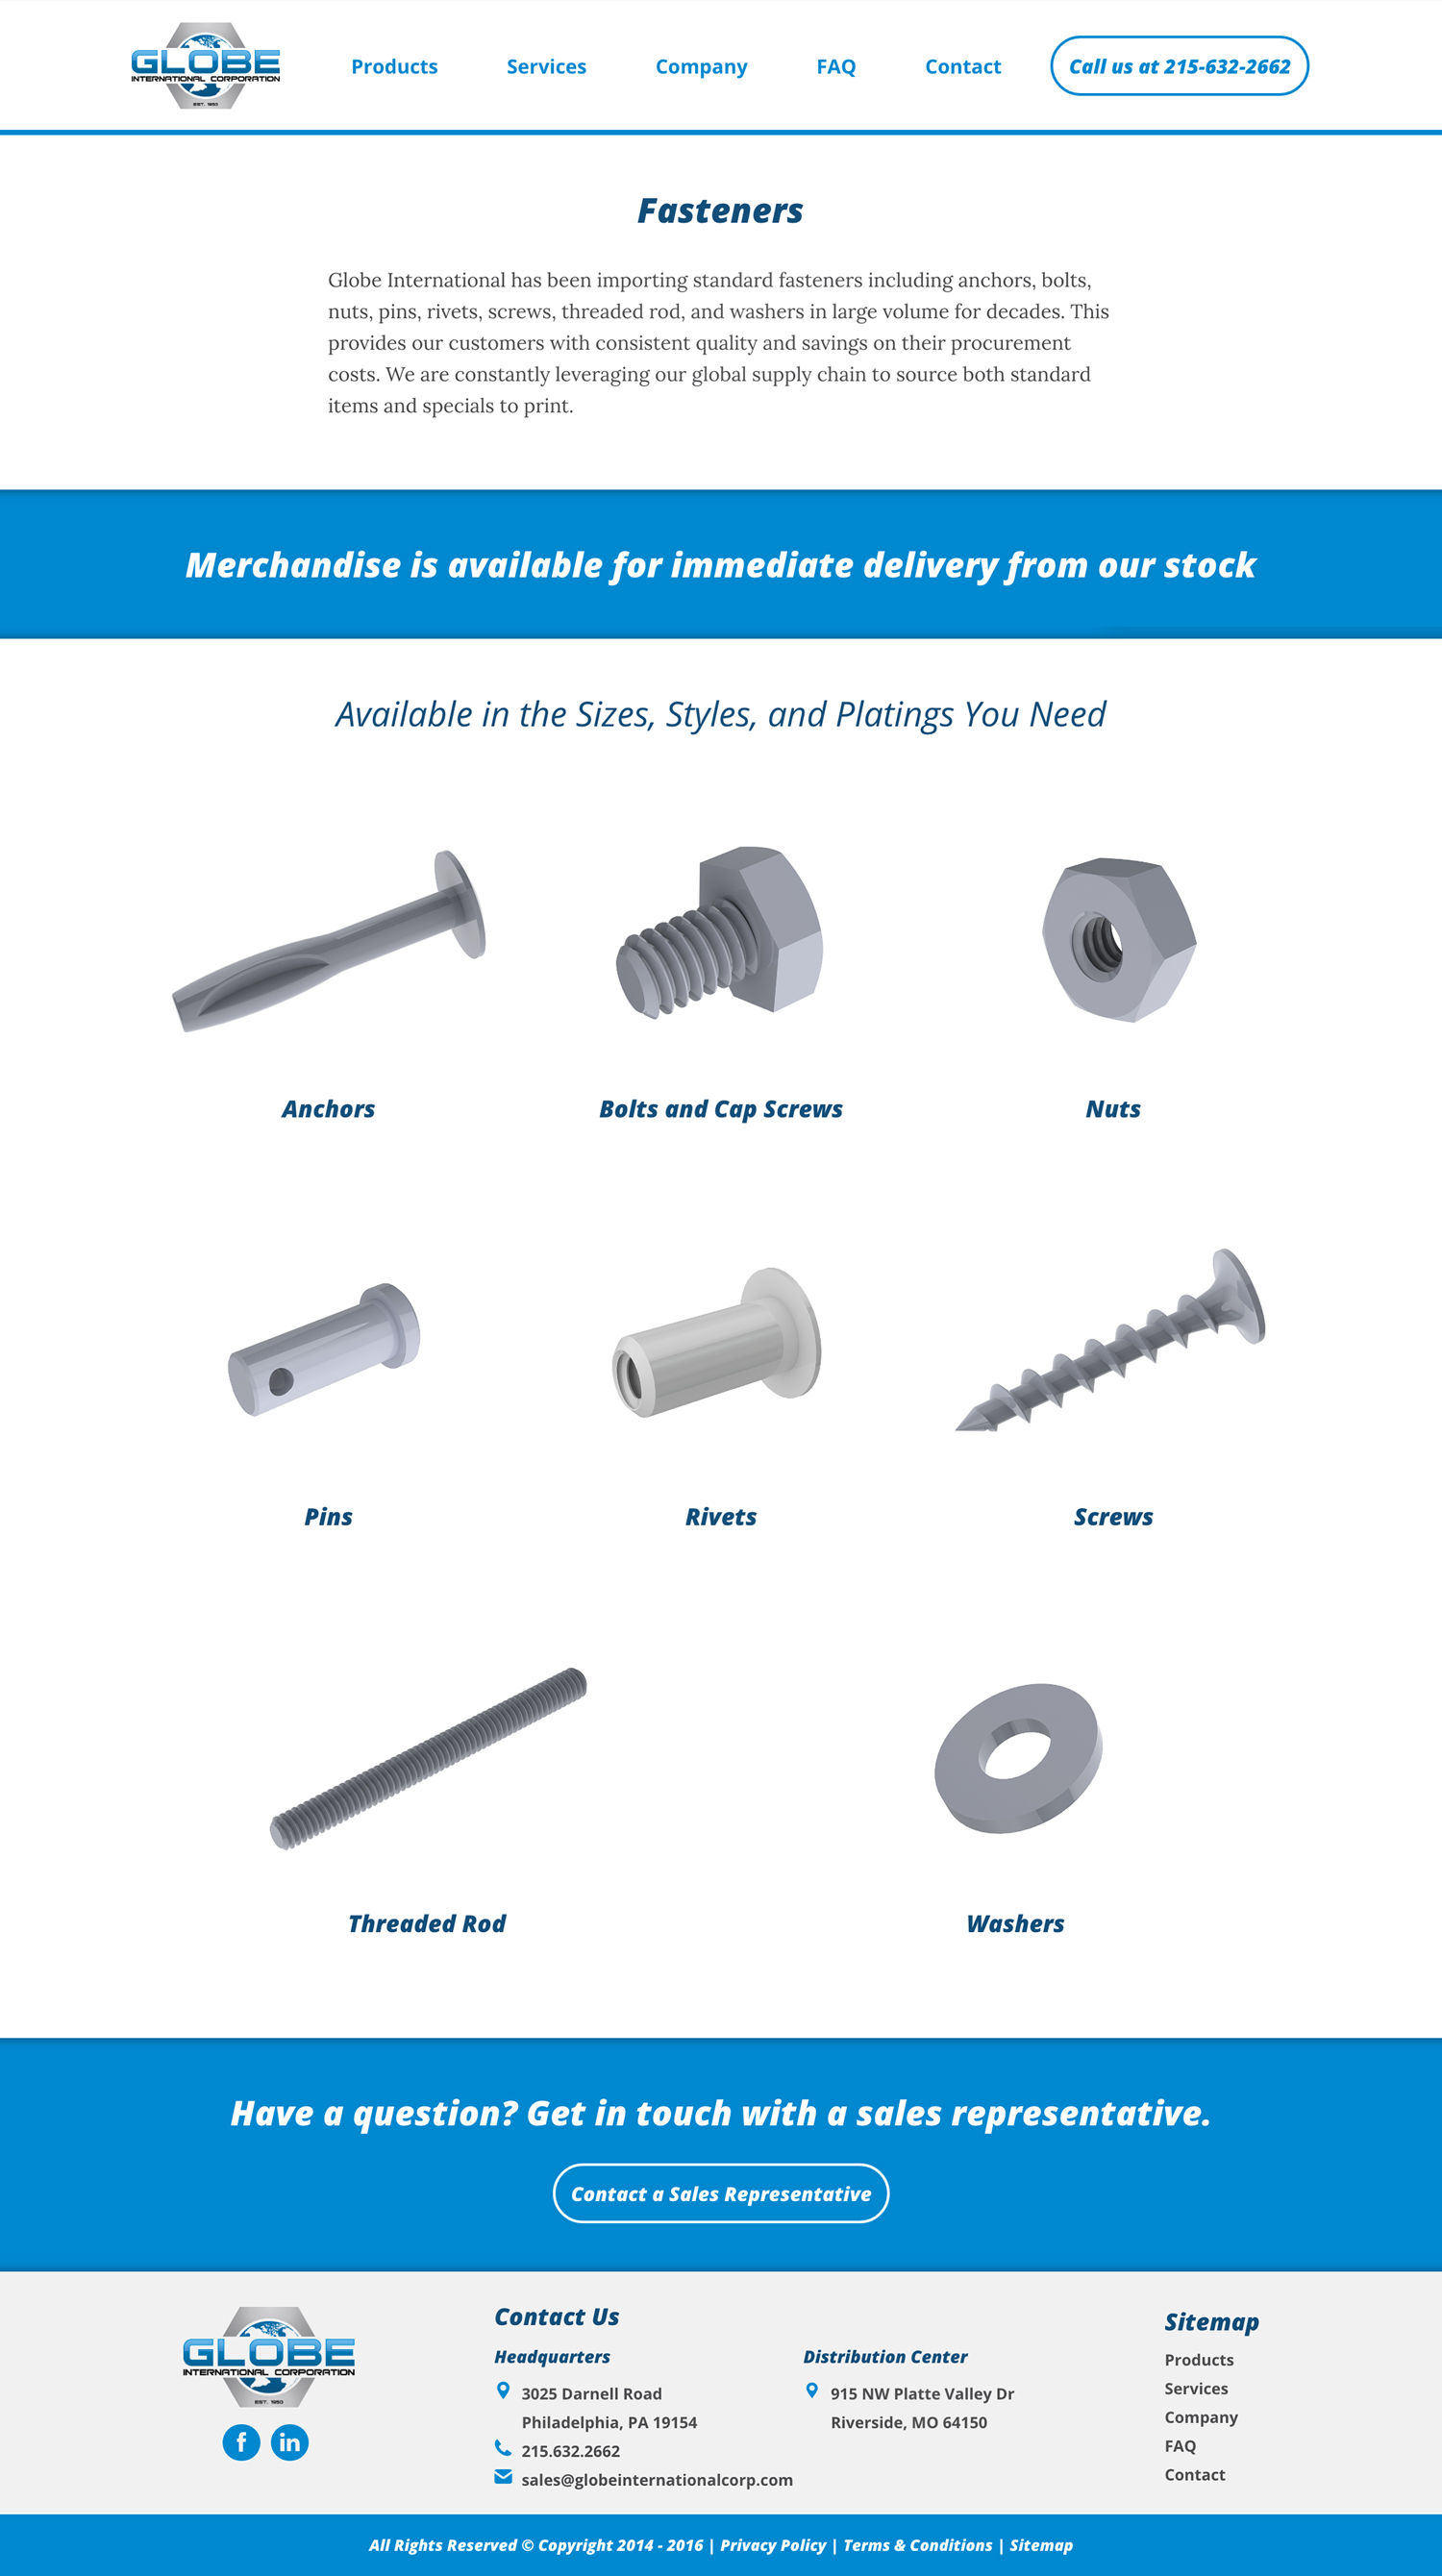 GLOBE
INTERNATIONAL CORPORATION
EST. 1950
Products
Services
Company
FAQ
Contact
Call us at 215-632-2662
Fasteners
Globe International has been importing standard fasteners including anchors, bolts,
nuts, pins, rivets, screws, threaded rod, and washers in large volume for decades. This
provides our customers with consistent quality and savings on their procurement
costs. We are constantly leveraging our global supply chain to source both standard
items and specials to print.
Merchandise is available for immediate delivery from our stock
Available in the Sizes, Styles, and Platings You Need
Anchors
Bolts and Cap Screws
Nuts
Pins
Rivets
Screws
Threaded Rod
Washers
Have a question? Get in touch with a sales representative.
Contact a Sales Representative
GLOBE
INTERNATIONAL CORPORATION
EST. 1950
f
in
Contact Us
Headquarters
3025 Darnell Road
Philadelphia, PA 19154
215.632.2662
sales@globeinternationalcorp.com
Distribution Center
915 NW Platte Valley Dr
Riverside, MO 64150
Sitemap
Products
Services
Company
FAQ
Contact
All Rights Reserved © Copyright 2014 - 2016 | Privacy Policy | Terms & Conditions | Sitemap